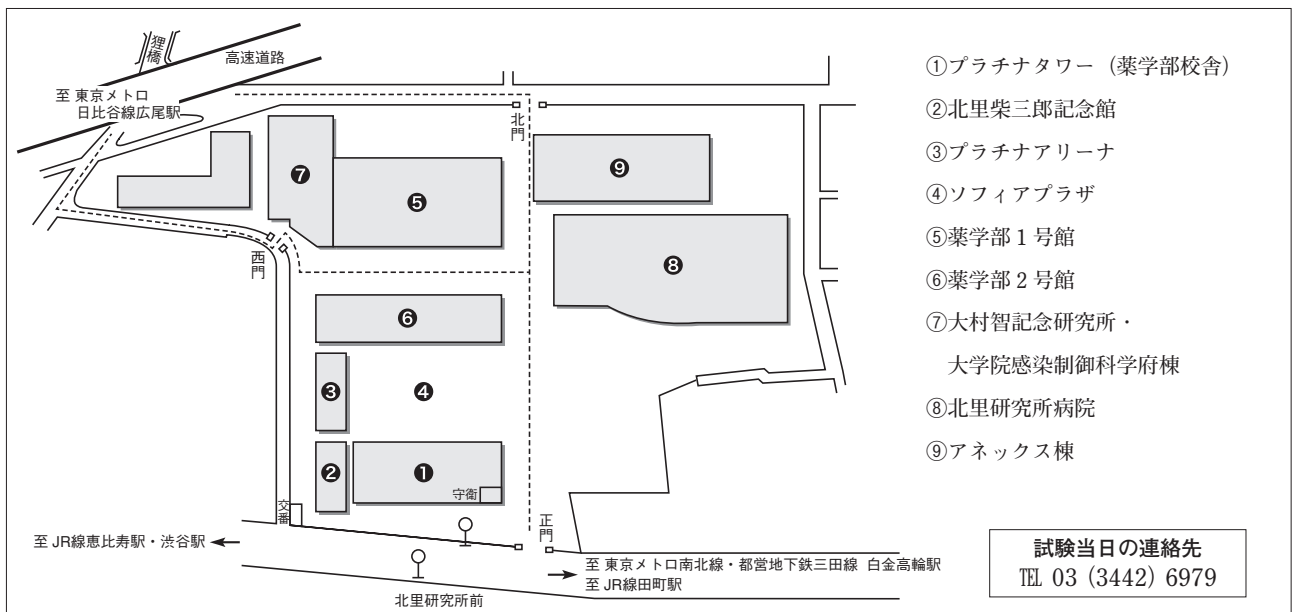 狸橋
高速道路
至 東京メトロ
日比谷線広尾駅
北門
❼
❺
❾
❽
西門
❻
❸
❹
❷
❶
守衛
交番
正門
至 JR線恵比寿駅・渋谷駅
至 東京メトロ南北線・都営地下鉄三田線 白金高輪駅
至 JR線田町駅
北里研究所前
①プラチナタワー（薬学部校舎）
②北里柴三郎記念館
③プラチナアリーナ
④ソフィアプラザ
⑤薬学部1号館
⑥薬学部2号館
⑦大村智記念研究所・
大学院感染制御科学府棟
⑧北里研究所病院
⑨アネックス棟
試験当日の連絡先
℡ 03 (3442) 6979